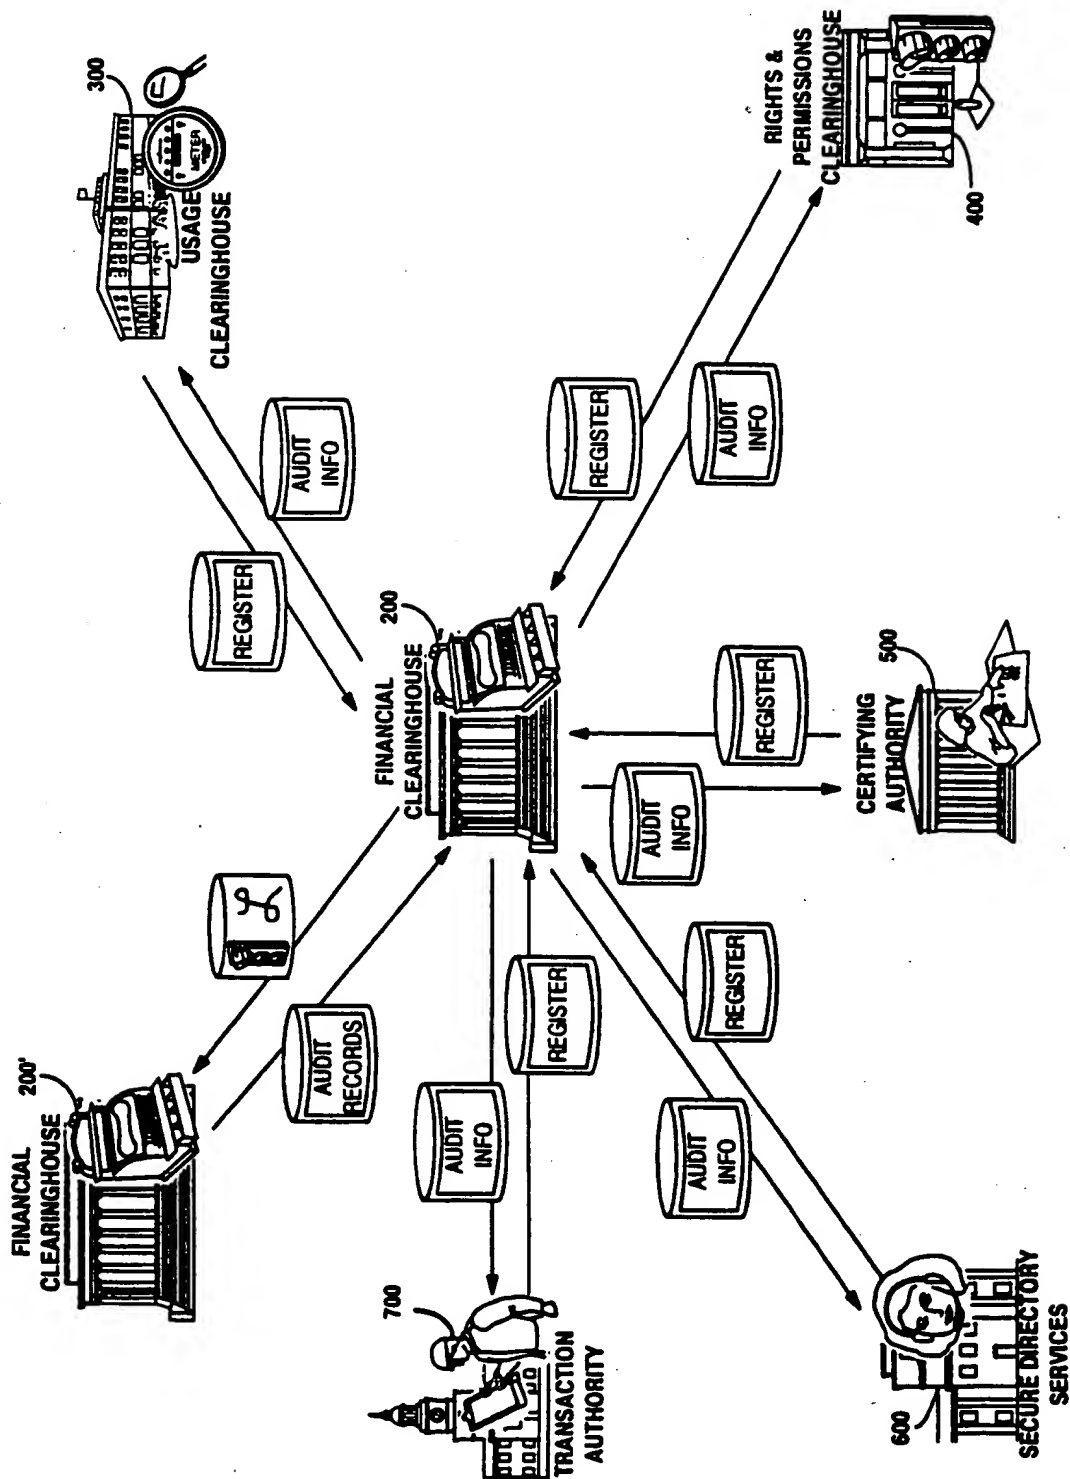 FINANCIAL
CLEARINGHOUSE
200'
300
METER
USAGE
CLEARINGHOUSE
AUDIT
RECORDS
REGISTER
AUDIT
INFO
700
TRANSACTION
AUTHORITY
AUDIT
INFO
REGISTER
FINANCIAL
CLEARINGHOUSE
200
REGISTER
AUDIT
INFO
RIGHTS &
PERMISSIONS
CLEARINGHOUSE
400
AUDIT
INFO
REGISTER
AUDIT
INFO
REGISTER
600
SECURE DIRECTORY
SERVICES
CERTIFYING
AUTHORITY
500